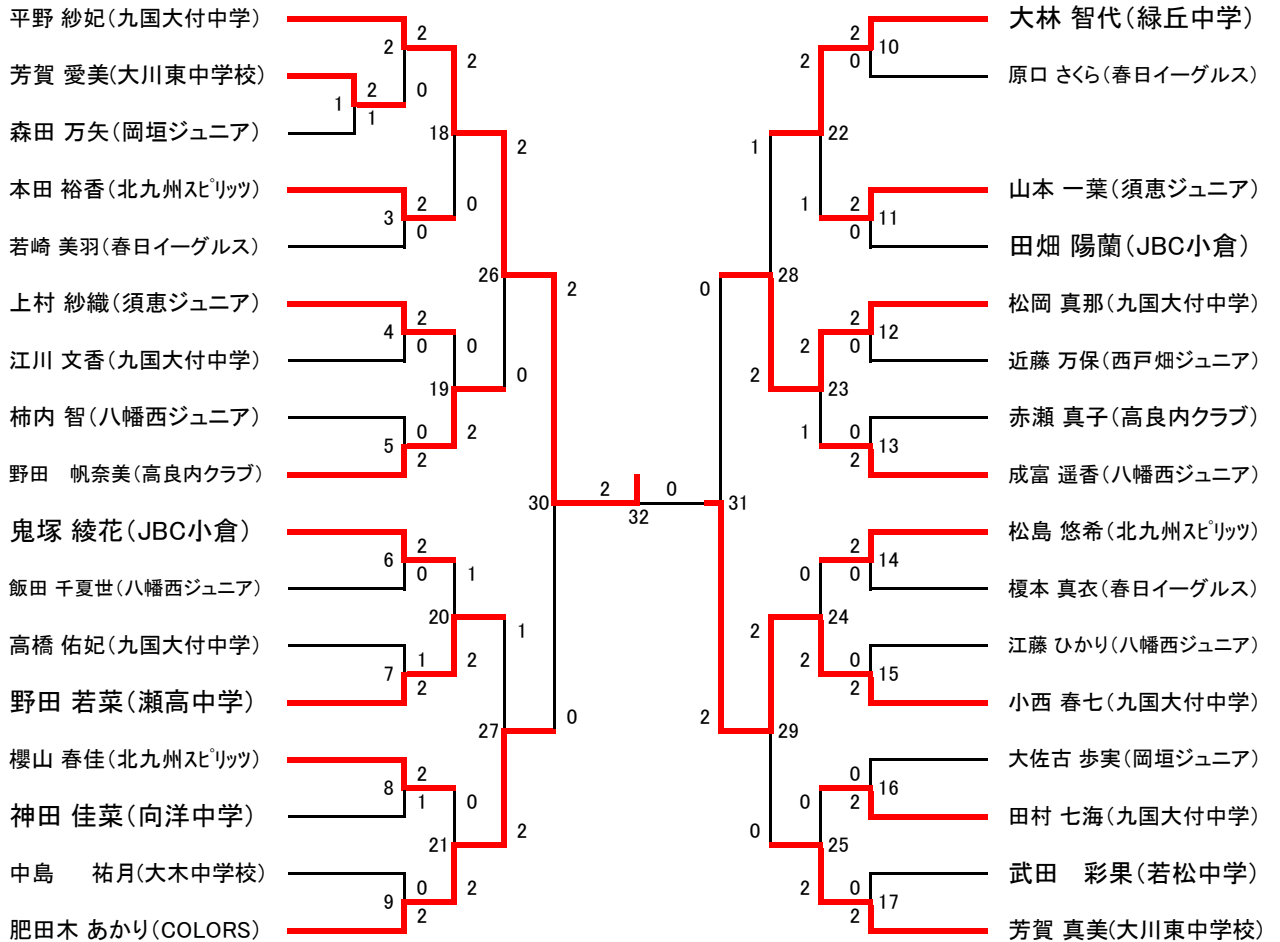 平野 紗妃(九国大付中学)
芳賀 愛美(大川東中学校)
森田 万矢(岡垣ジュニア)
本田 裕香(北九州スピリッツ)
若崎 美羽(春日イーグルス)
上村 紗織(須恵ジュニア)
江川 文香(九国大付中学)
柿内 智(八幡西ジュニア)
野田　帆奈美(高良内クラブ)
鬼塚 綾花(JBC小倉)
飯田 千夏世(八幡西ジュニア)
高橋 佑妃(九国大付中学)
野田 若菜(瀬高中学)
櫻山 春佳(北九州スピリッツ)
神田 佳菜(向洋中学)
中島　 祐月(大木中学校)
肥田木 あかり(COLORS)
1
2
1
2
2
0
3
2
0
4
2
0
5
0
2
6
2
0
7
1
2
8
2
1
9
0
2
18
2
0
19
0
2
20
1
2
21
0
2
26
2
0
27
1
2
30
2
0
2
32
0
31
0
2
28
1
2
29
2
0
22
2
1
23
2
1
24
0
2
25
0
2
2
10
0
2
11
0
2
12
0
0
13
2
2
14
0
0
15
2
0
16
2
0
17
2
大林 智代(緑丘中学)
原口 さくら(春日イーグルス)
山本 一葉(須恵ジュニア)
田畑 陽蘭(JBC小倉)
松岡 真那(九国大付中学)
近藤 万保(西戸畑ジュニア)
赤瀬 真子(高良内クラブ)
成富 遥香(八幡西ジュニア)
松島 悠希(北九州スピリッツ)
榎本 真衣(春日イーグルス)
江藤 ひかり(八幡西ジュニア)
小西 春七(九国大付中学)
大佐古 歩実(岡垣ジュニア)
田村 七海(九国大付中学)
武田　彩果(若松中学)
芳賀 真美(大川東中学校)